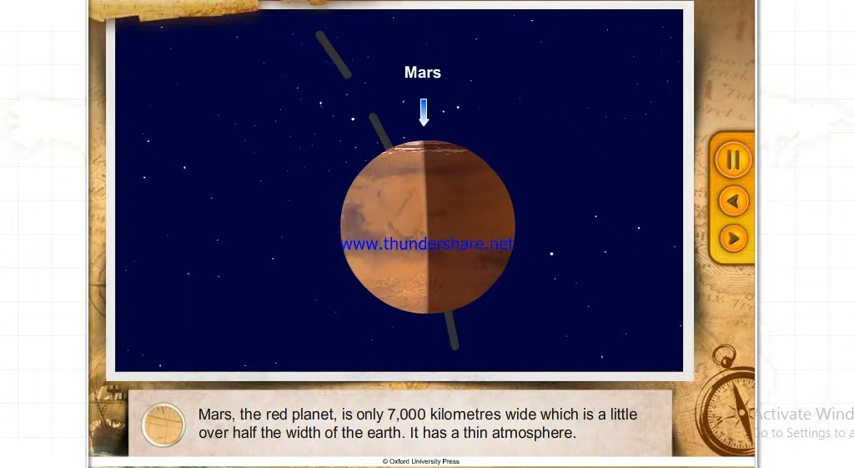 Mars
www.thundershare.net
Mars, the red planet, is only 7,000 kilometres wide which is a little
over half the width of the earth. It has a thin atmosphere.
© Oxford University Press
Activate Wind
Go to Settings to a